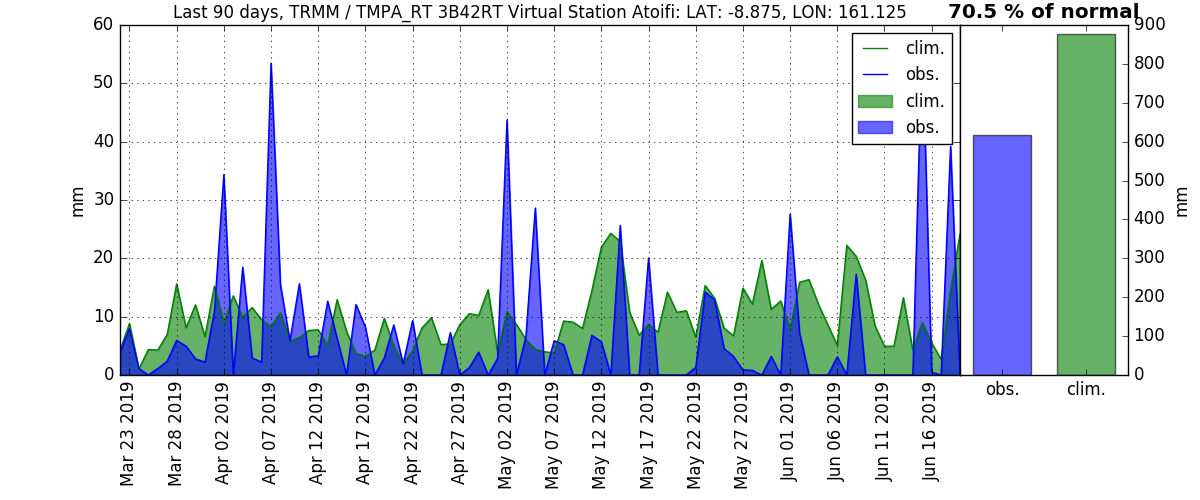 Last 90 days, TRMM / TMPA_RT 3B42RT Virtual Station Atoifi: LAT: -8.875, LON: 161.125
70.5 % of normal
60
50
40
30
20
10
0
mm
clim.
obs.
clim.
obs.
900
800
700
600
500
400
300
200
100
0
mm
obs.
clim.
Mar 23 2019
Mar 28 2019
Apr 02 2019
Apr 07 2019
Apr 12 2019
Apr 17 2019
Apr 22 2019
Apr 27 2019
May 02 2019
May 07 2019
May 12 2019
May 17 2019
May 22 2019
May 27 2019
Jun 01 2019
Jun 06 2019
Jun 11 2019
Jun 16 2019